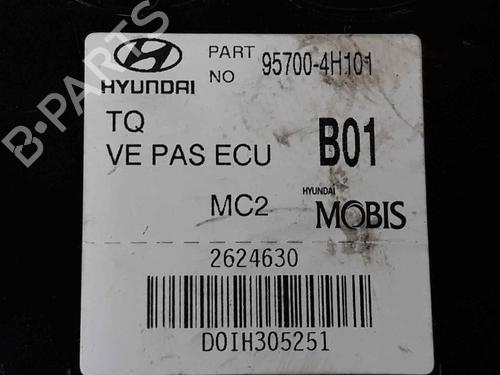 B-PARTS
HYUNDAI
PART NO 95700-4H101
TQ
VE PAS ECU B01
MC2
HYUNDAI
MOBIS
2624630
D0IH305251